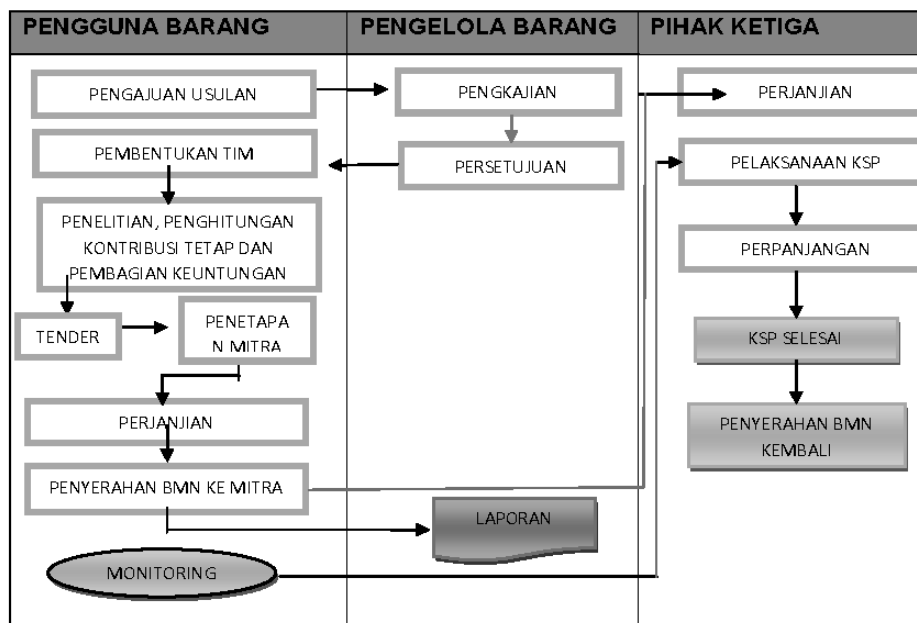 PENGGUNA BARANG
PENGELOLA BARANG
PIHAK KETIGA
PENGAJUAN USULAN
PENGKAJIAN
PERJANJIAN
PEMBENTUKAN TIM
PERSETUJUAN
PELAKSANAAN KSP
PENELITIAN, PENGHITUNGAN
KONTRIBUSI TETAP DAN
PEMBAGIAN KEUNTUNGAN
PERPANJANGAN
TENDER
PENETAPA
N MITRA
KSP SELESAI
PERJANJIAN
PENYERAHAN BMN
KEMBALI
PENYERAHAN BMN KE MITRA
LAPORAN
MONITORING